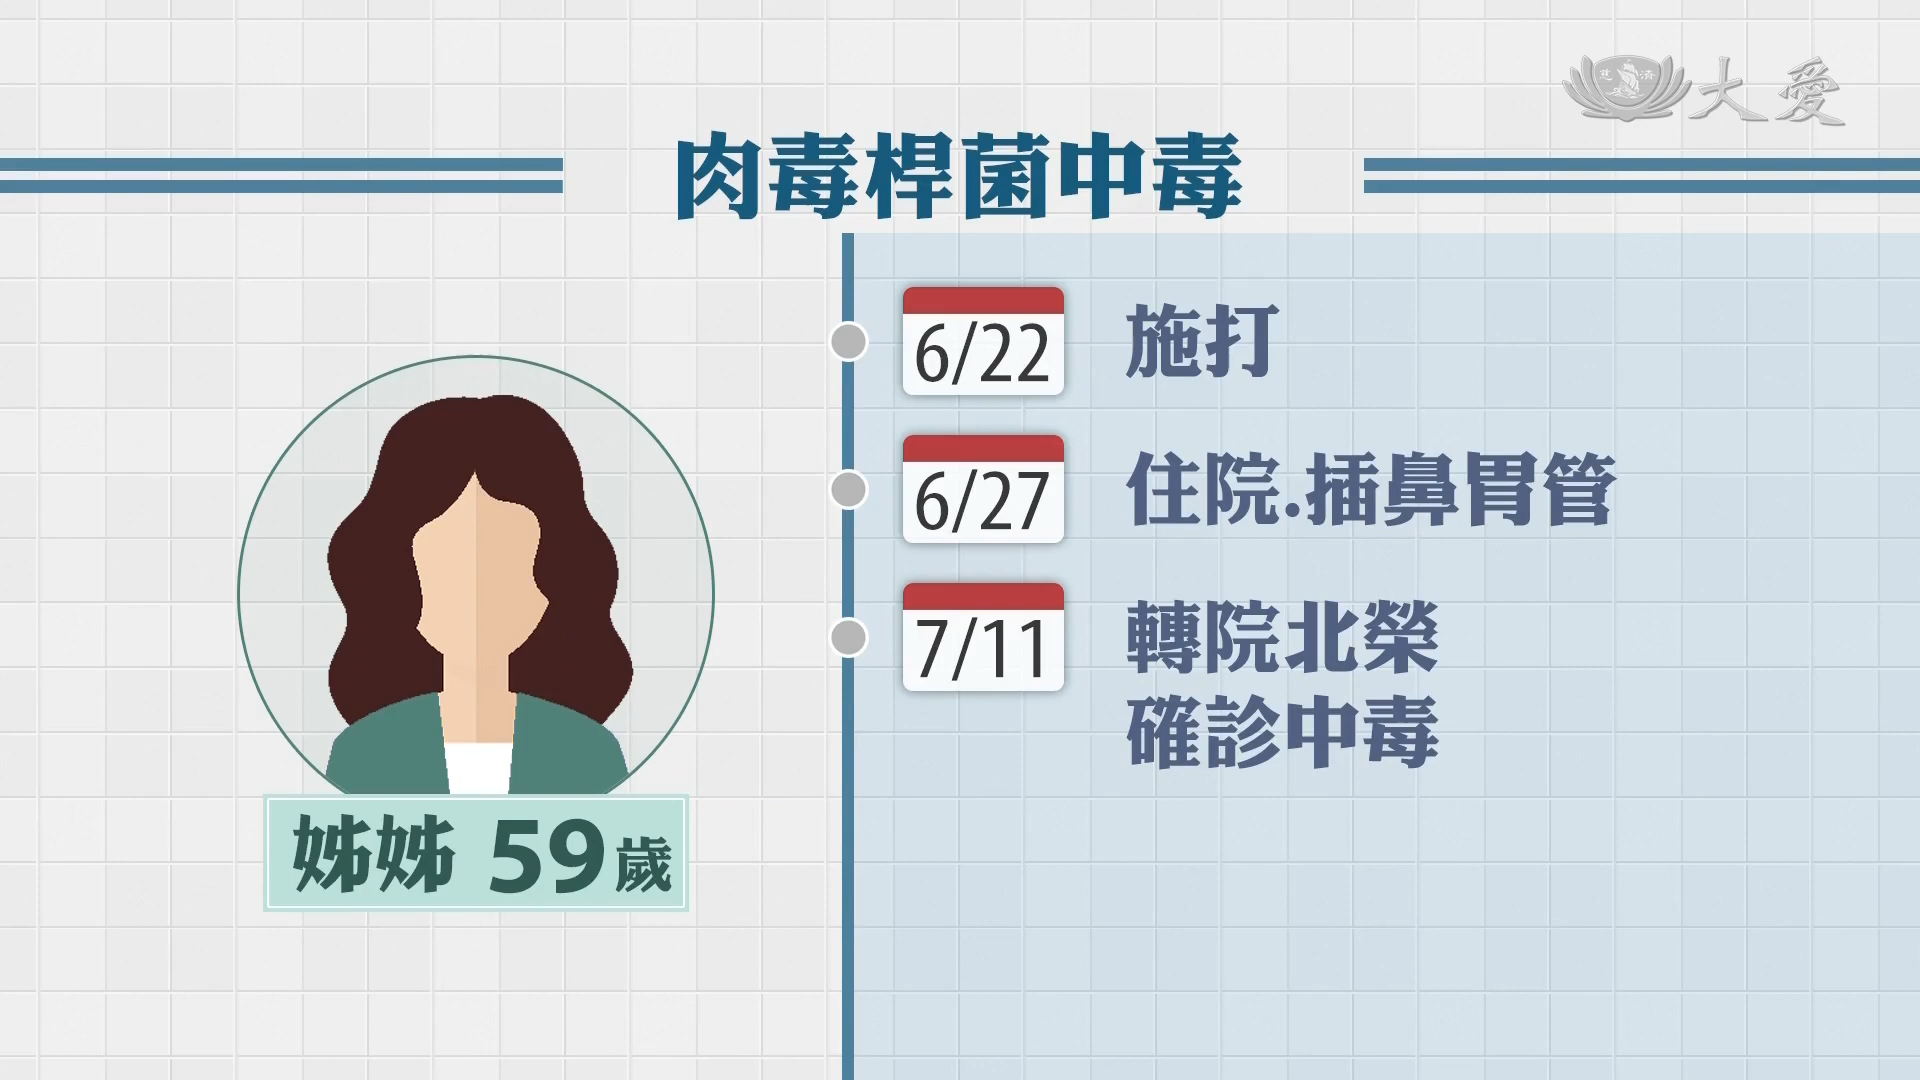 大愛
肉毒桿菌中毒
6/22 施打
6/27 住院.插鼻胃管
7/11 轉院北榮
確診中毒
姊姊 59歲